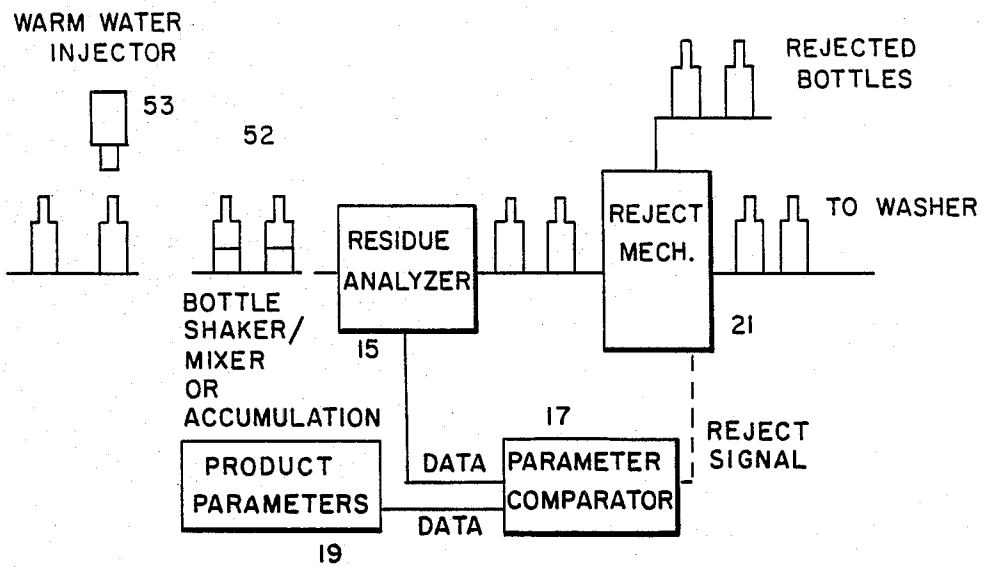 WARM WATER
INJECTOR
53
52
REJECTED
BOTTLES
RESIDUE
ANALYZER
15
REJECT
MECH.
21
TO WASHER
BOTTLE
SHAKER/
MIXER
OR
ACCUMULATION
PRODUCT
PARAMETERS
19
DATA
DATA
17
PARAMETER
COMPARATOR
REJECT
SIGNAL